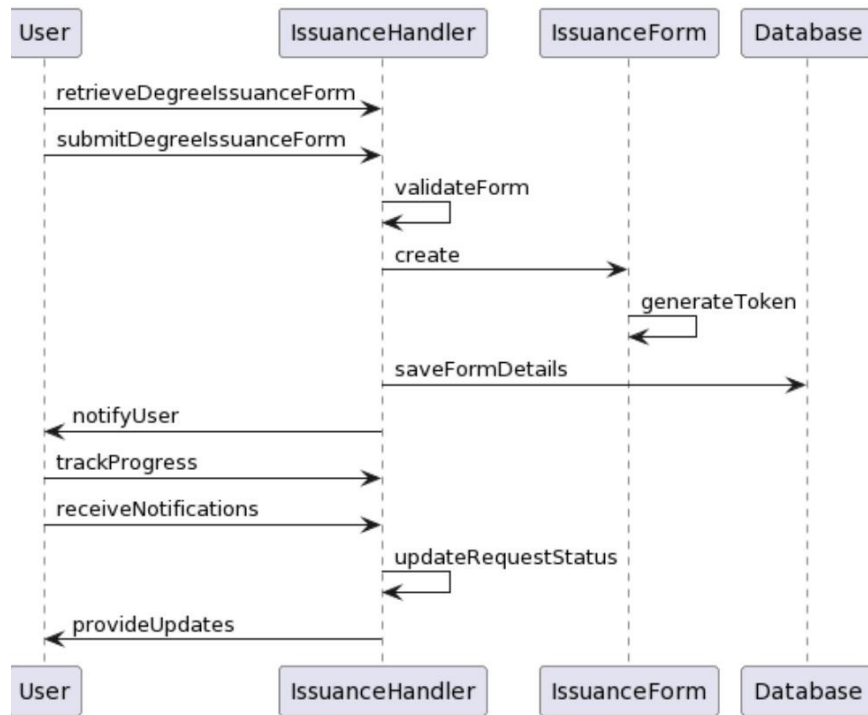 User IssuanceHandler IssuanceForm Database
retrieveDegreeIssuanceForm
submitDegreeIssuanceForm
validateForm
create
generateToken
saveFormDetails
notifyUser
trackProgress
receiveNotifications
updateRequestStatus
provideUpdates
User IssuanceHandler IssuanceForm Database